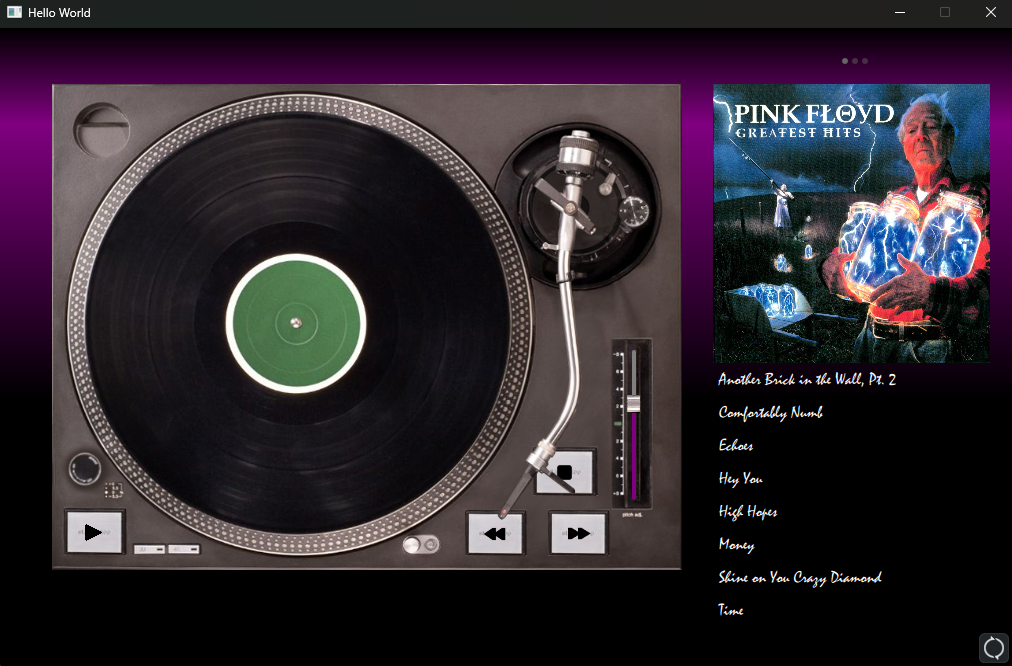 Hello World
PINK FLOYD
GREATEST HITS
Another Brick in the Wall, Pt. 2
Comfortably Numb
Echoes
Hey You
High Hopes
Money
Shine on You Crazy Diamond
Time
pitch adj.